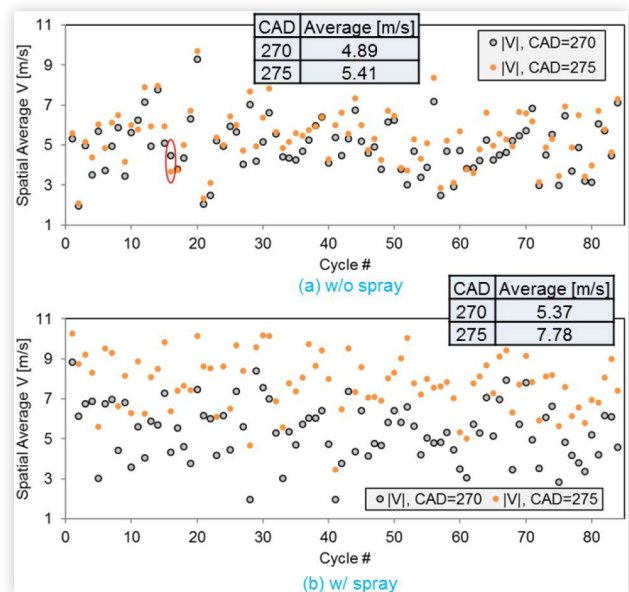 11
9
7
5
3
1
Spatial Average V [m/s]
CAD Average [m/s]
270 4.89
275 5.41
|V|, CAD=270
|V|, CAD=275
0 10 20 30 40 50 60 70 80
Cycle #
(a) w/o spray
CAD Average [m/s]
270 5.37
275 7.78
11
9
7
5
3
1
Spatial Average V [m/s]
|V|, CAD=270 |V|, CAD=275
0 10 20 30 40 50 60 70 80
Cycle #
(b) w/ spray